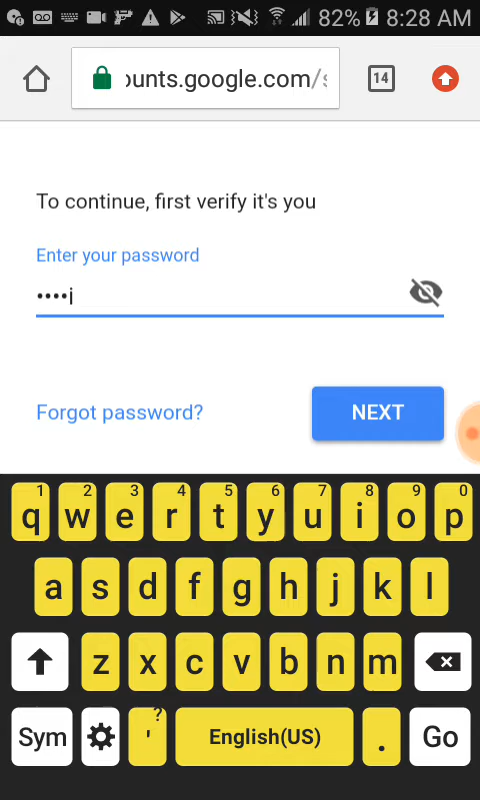 82% 8:28 AM
ounts.google.com/s 14
To continue, first verify it's you
Enter your password
••••j
Forgot password? NEXT
1 2 3 4 5 6 7 8 9 0
q w e r t y u i o p
a s d f g h j k l
z x c v b n m
Sym ? ' English(US) . Go